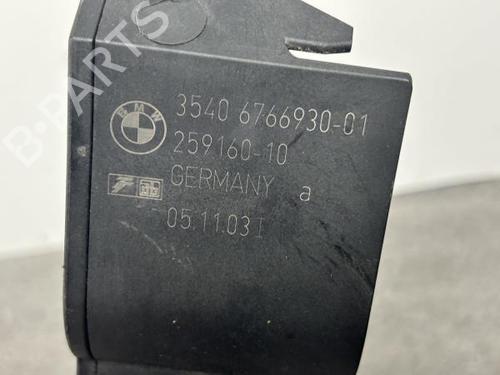 B-PARTS
BMW
3540 6766930-01
259160-10
GERMANY a
05.11.03 I